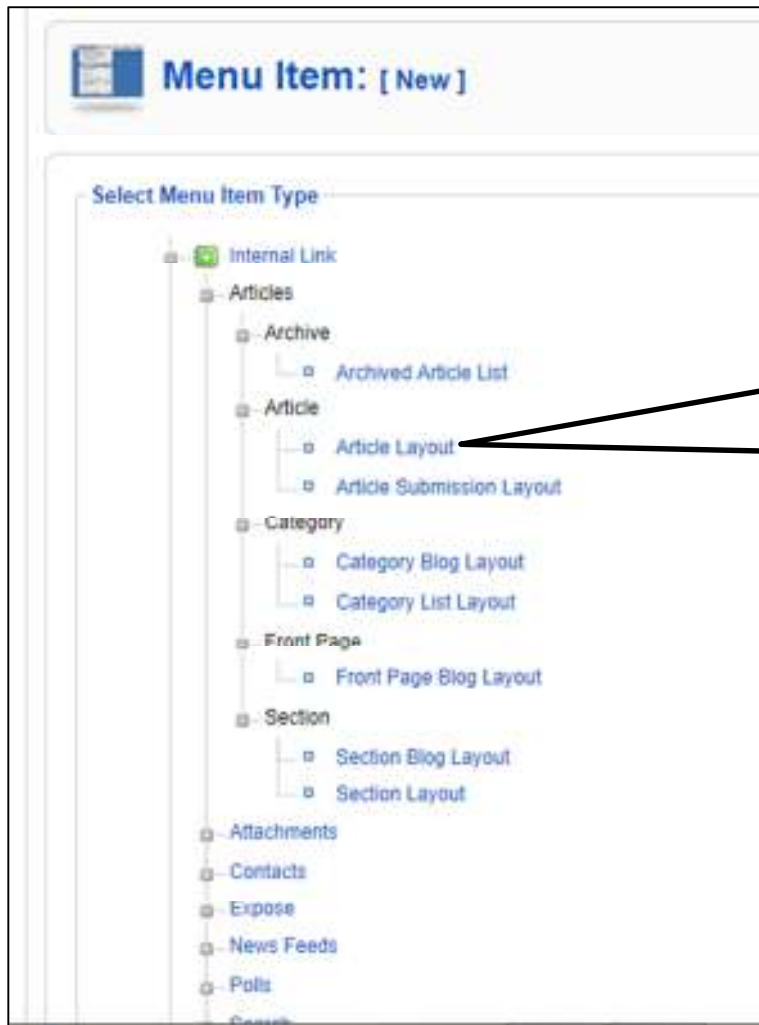 Menu Item: [ New ]
Select Menu Item Type
Internal Link
Articles
Archive
Archived Article List
Article
Article Layout
Article Submission Layout
Category
Category Blog Layout
Category List Layout
Front Page
Front Page Blog Layout
Section
Section Blog Layout
Section Layout
Attachments
Contacts
Expose
News Feeds
Polls
Search